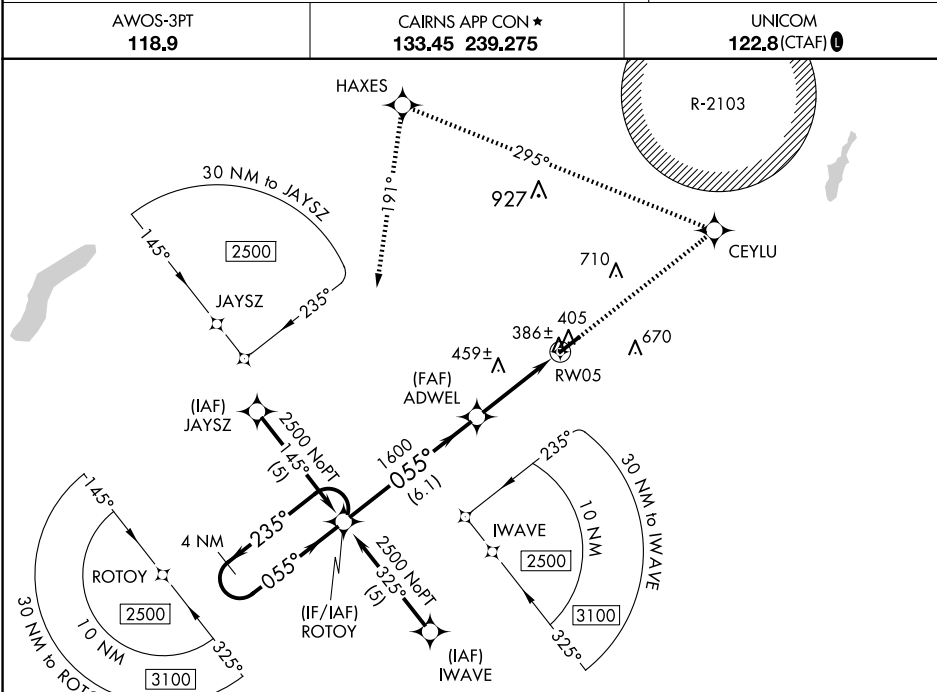 AWOS-3PT
118.9
CAIRNS APP CON ★
133.45 239.275
UNICOM
122.8 (CTAF) L
HAXES
R-2103
295°
191°
927
30 NM to JAYSZ
145°
2500
235°
JAYSZ
CEYLU
710
405
386±
670
459±
RW05
(FAF)
ADWEL
(IAF)
JAYSZ
2500 NoPT
145°
(5)
1600
055°
(6.1)
235°
30 NM to IWAVE
10 NM
IWAVE
2500
3100
325°
235°
4 NM
055°
2500 NoPT
325°
(5)
(IF/IAF)
ROTOY
(IAF)
IWAVE
145°
ROTOY
2500
10 NM
325°
30 NM to ROTO
3100